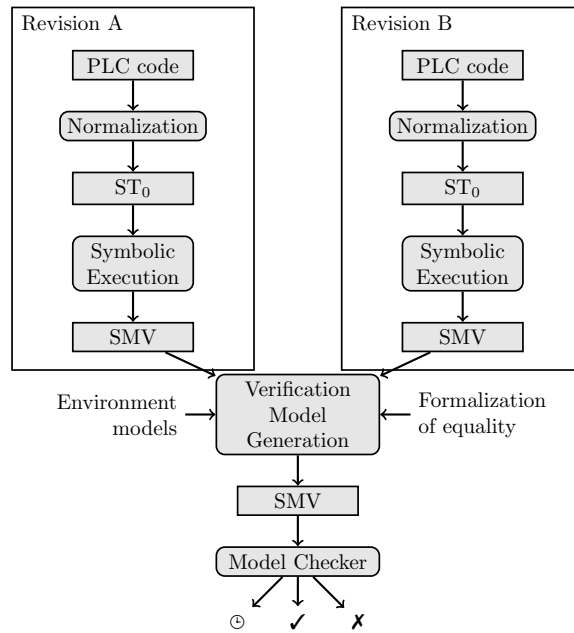 Revision A
PLC code
Normalization
ST₀
Symbolic
Execution
SMV
Revision B
PLC code
Normalization
ST₀
Symbolic
Execution
SMV
Environment
models
Verification
Model
Generation
Formalization
of equality
SMV
Model Checker
✓ ✗